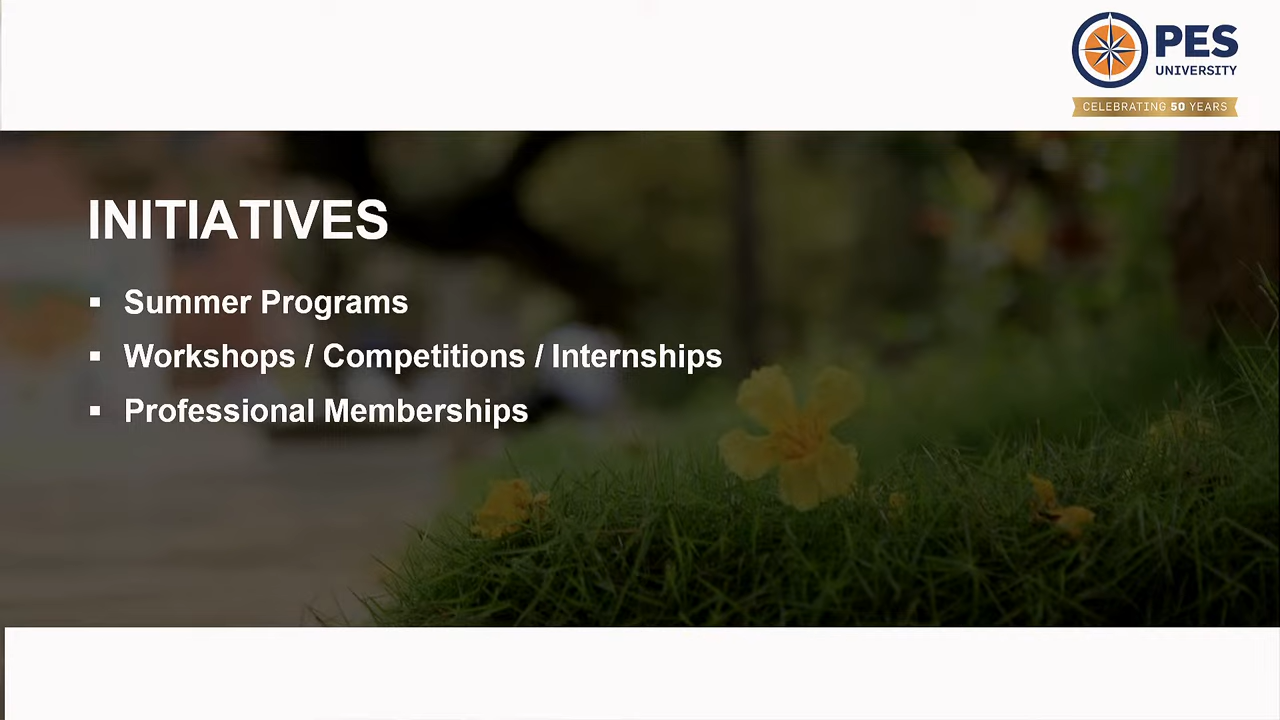 PES
UNIVERSITY
CELEBRATING 50 YEARS
INITIATIVES
▪ Summer Programs
▪ Workshops / Competitions / Internships
▪ Professional Memberships